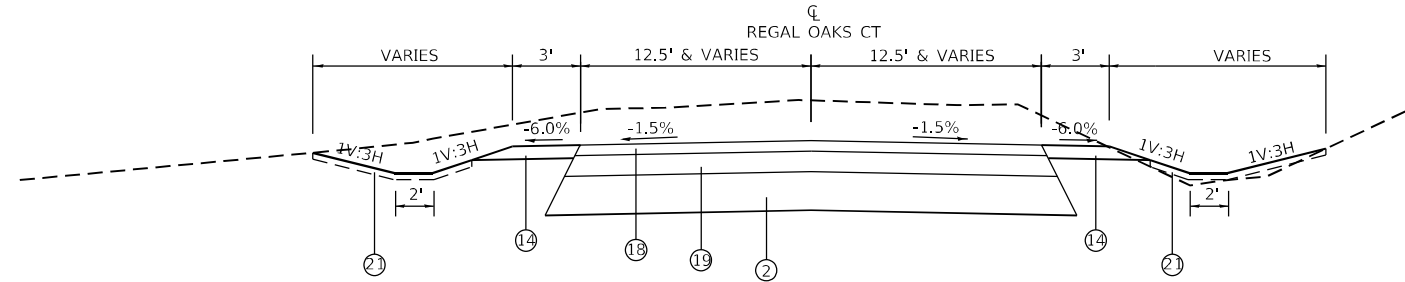 ℄
REGAL OAKS CT
VARIES 3' 12.5' & VARIES 12.5' & VARIES 3' VARIES
-6.0% -1.5% -1.5% -6.0%
1V:3H 1V:3H 1V:3H 1V:3H
2' 2'
14 18 19 2 14
21 21